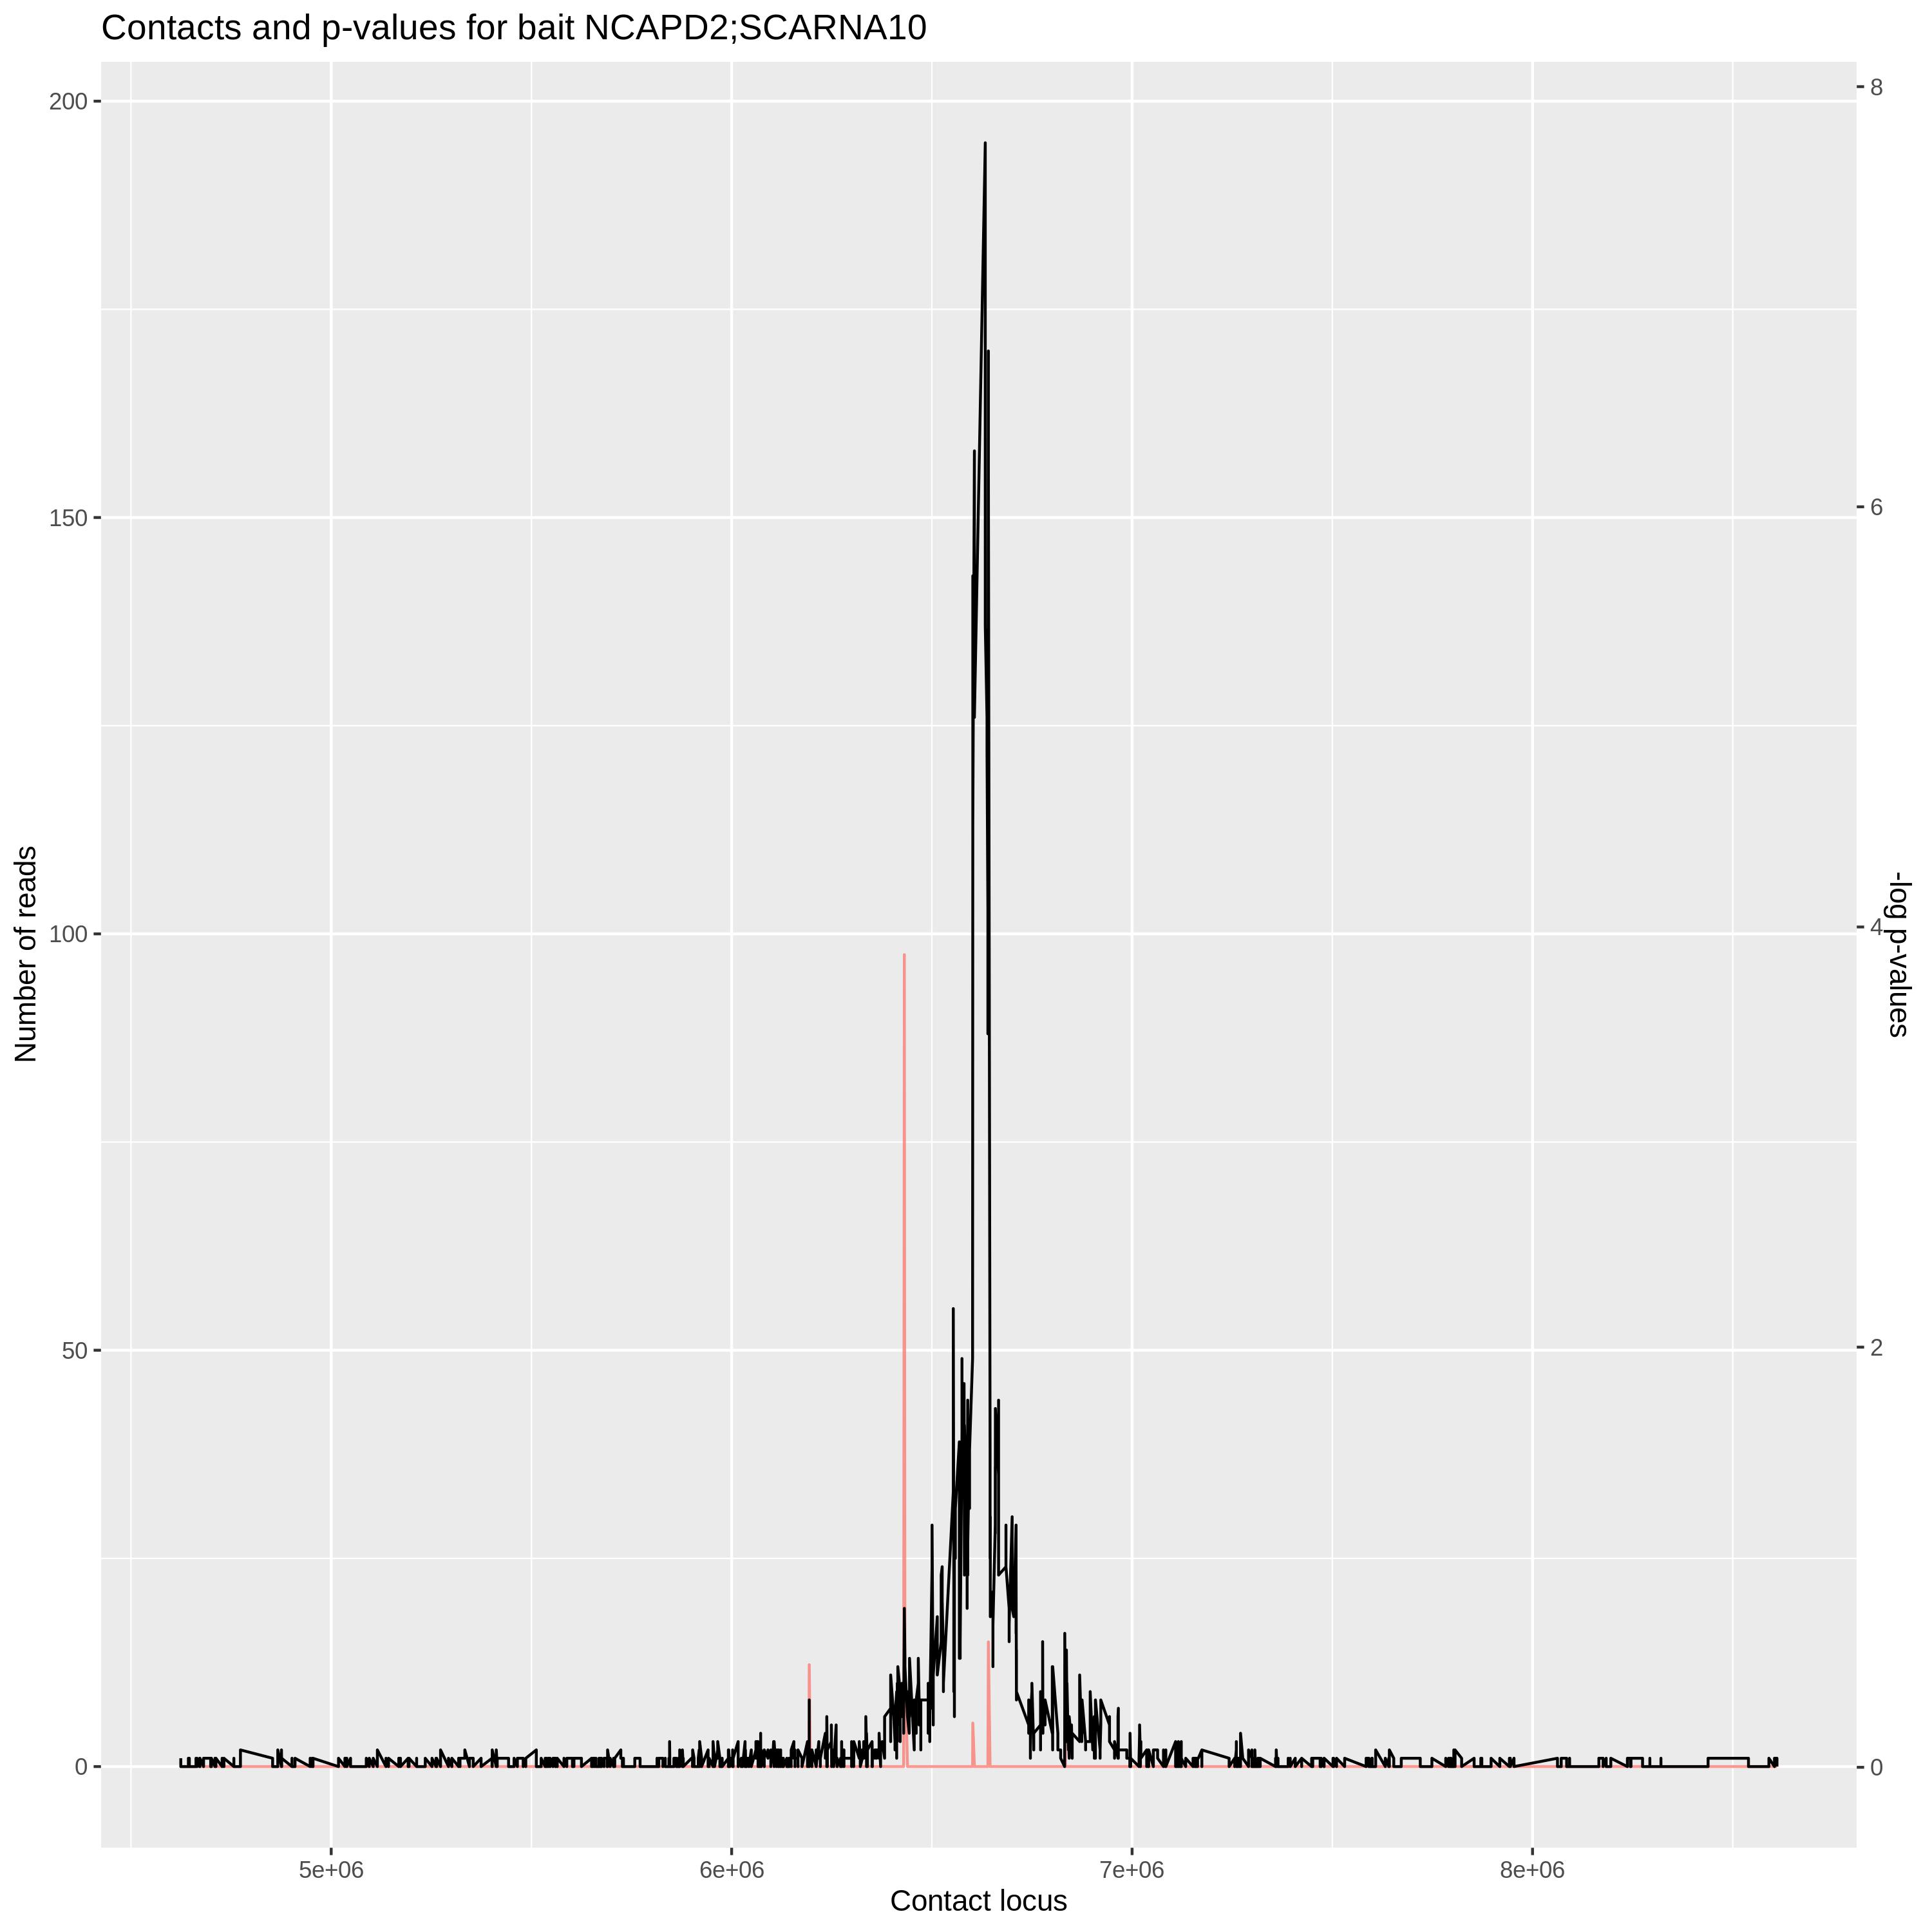 Contacts and p-values for bait NCAPD2;SCARNA10
200
150
100
50
0
Number of reads
8
6
4
2
0
-log p-values
5e+06
6e+06
7e+06
8e+06
Contact locus